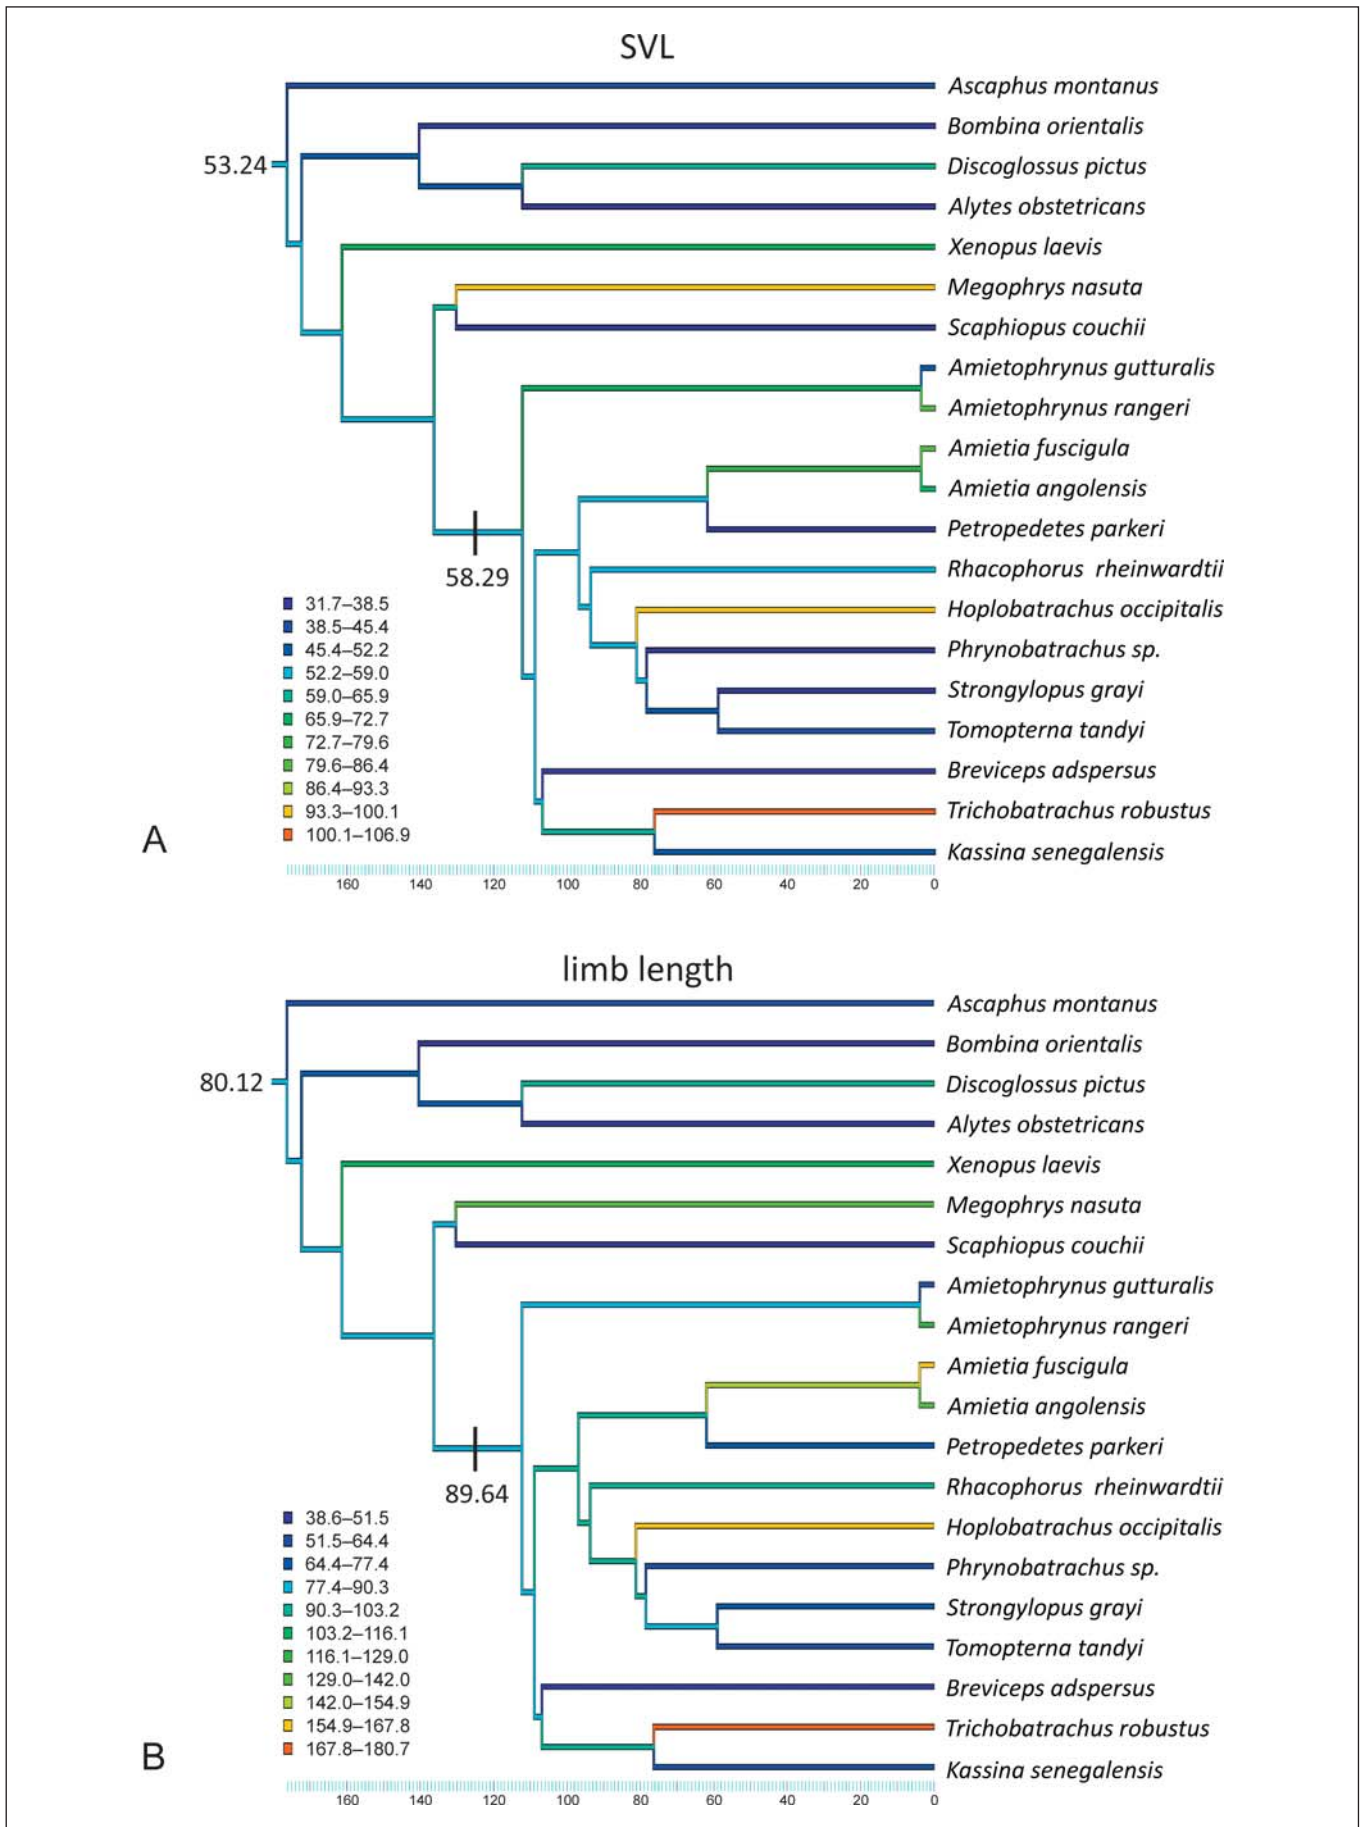 SVL
Ascaphus montanus
Bombina orientalis
53.24
Discoglossus pictus
Alytes obstetricans
Xenopus laevis
Megophrys nasuta
Scaphiopus couchii
Amietophrynus gutturalis
Amietophrynus rangeri
Amietia fuscigula
Amietia angolensis
Petropedetes parkeri
58.29
Rhacophorus rheinwardtii
Hoplobatrachus occipitalis
Phrynobatrachus sp.
Strongylopus grayi
Tomopterna tandyi
Breviceps adspersus
Trichobatrachus robustus
Kassina senegalensis
31.7–38.5
38.5–45.4
45.4–52.2
52.2–59.0
59.0–65.9
65.9–72.7
72.7–79.6
79.6–86.4
86.4–93.3
93.3–100.1
100.1–106.9
A
160 140 120 100 80 60 40 20 0
limb length
Ascaphus montanus
Bombina orientalis
80.12
Discoglossus pictus
Alytes obstetricans
Xenopus laevis
Megophrys nasuta
Scaphiopus couchii
Amietophrynus gutturalis
Amietophrynus rangeri
Amietia fuscigula
Amietia angolensis
Petropedetes parkeri
89.64
Rhacophorus rheinwardtii
Hoplobatrachus occipitalis
Phrynobatrachus sp.
Strongylopus grayi
Tomopterna tandyi
Breviceps adspersus
Trichobatrachus robustus
Kassina senegalensis
38.6–51.5
51.5–64.4
64.4–77.4
77.4–90.3
90.3–103.2
103.2–116.1
116.1–129.0
129.0–142.0
142.0–154.9
154.9–167.8
167.8–180.7
B
160 140 120 100 80 60 40 20 0